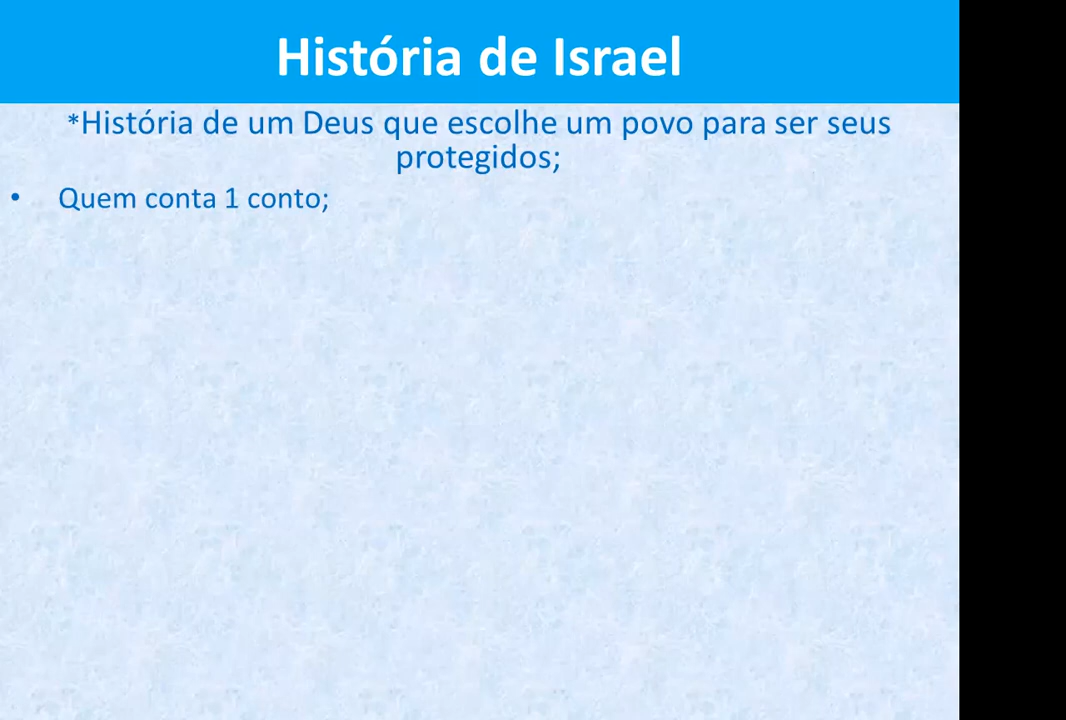 História de Israel
*História de um Deus que escolhe um povo para ser seus
protegidos;
• Quem conta 1 conto;